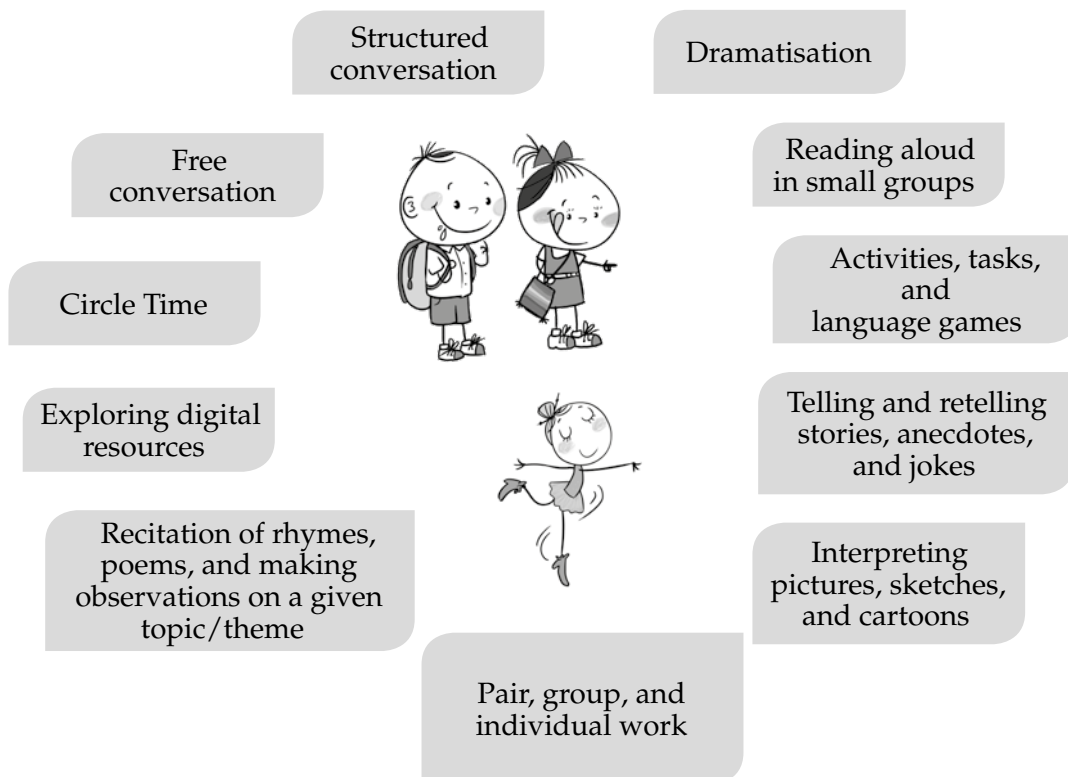 Structured
conversation
Dramatisation
Free
conversation
Reading aloud
in small groups
Circle Time
Activities, tasks,
and
language games
Exploring digital
resources
Telling and retelling
stories, anecdotes,
and jokes
Recitation of rhymes,
poems, and making
observations on a given
topic/theme
Interpreting
pictures, sketches,
and cartoons
Pair, group, and
individual work